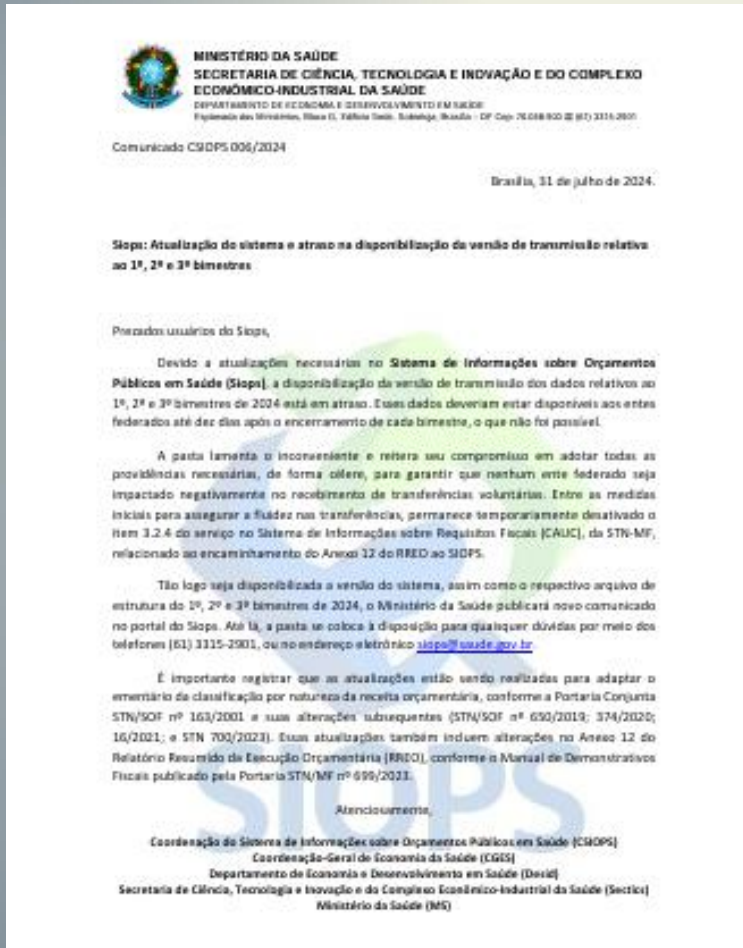 MINISTÉRIO DA SAÚDE
SECRETARIA DE CIÊNCIA, TECNOLOGIA E INOVAÇÃO E DO COMPLEXO
ECONÔMICO-INDUSTRIAL DA SAÚDE
DEPARTAMENTO DE ECONOMIA E DESENVOLVIMENTO EM SAÚDE
Esplanada dos Ministérios, Bloco G, Edifício Sede, Brasília – DF Cep: (61) 3315-2901
Comunicado CSIOPS 006/2024
Brasília, 31 de julho de 2024.
Siops: Atualização do sistema e atraso na disponibilização da versão de transmissão relativa
ao 1º, 2º e 3º bimestres
Prezados usuários do Siops,
Devido a atualizações necessárias no Sistema de Informações sobre Orçamentos
Públicos em Saúde (Siops), a disponibilização da versão de transmissão dos dados relativos ao
1º, 2º e 3º bimestres de 2024 está em atraso. Esses dados deveriam estar disponíveis aos entes
federados até dez dias após o encerramento de cada bimestre, o que não foi possível.
A pasta lamenta o inconveniente e reitera seu compromisso em adotar todas as
providências necessárias, de forma célere, para garantir que nenhum ente federado seja
impactado negativamente no recebimento de transferências voluntárias. Entre as medidas
iniciais para assegurar a fluidez nas transferências, permanece temporariamente desativado o
item 3.2.4 do serviço no Sistema de Informações sobre Requisitos Fiscais (CAUC), da STN-MF,
relacionado ao encaminhamento do Anexo 12 do RREO ao SIOPS.
Tão logo seja disponibilizada a versão do sistema, assim como o respectivo arquivo de
estrutura do 1º, 2º e 3º bimestres de 2024, o Ministério da Saúde publicará novo comunicado
no portal do Siops. Até lá, a pasta se coloca à disposição para quaisquer dúvidas por meio dos
telefones (61) 3315-2901, ou no endereço eletrônico siops@saude.gov.br.
É importante registrar que as atualizações estão sendo realizadas para adaptar o
ementário da classificação por natureza da receita orçamentária, conforme a Portaria Conjunta
STN/SOF nº 163/2001 e suas alterações subsequentes (STN/SOF nº 650/2019; 374/2020;
16/2021; e STN 700/2023). Essas atualizações também incluem alterações no Anexo 12 do
Relatório Resumido de Execução Orçamentária (RREO), conforme o Manual de Demonstrativos
Fiscais publicado pela Portaria STN/MF nº 699/2023.
SIOPS
Atenciosamente,
Coordenação do Sistema de Informações sobre Orçamentos Públicos em Saúde (CSIOPS)
Coordenação-Geral de Economia da Saúde (CGES)
Departamento de Economia e Desenvolvimento em Saúde (Desid)
Secretaria de Ciência, Tecnologia e Inovação e do Complexo Econômico-Industrial da Saúde (Sectics)
Ministério da Saúde (MS)